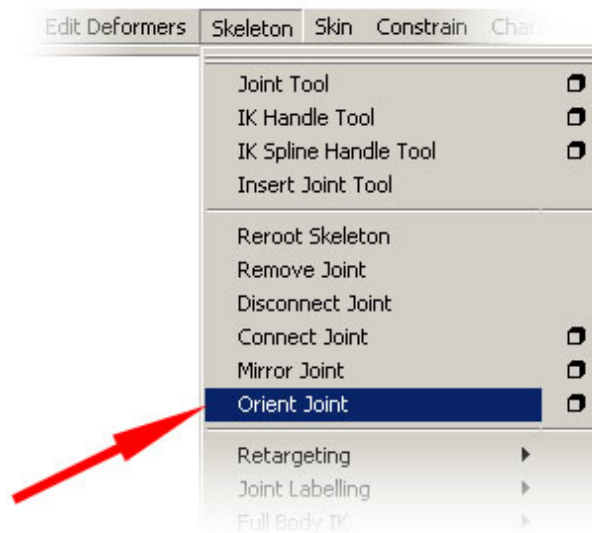 Edit Deformers Skeleton Skin Constrain
Joint Tool
IK Handle Tool
IK Spline Handle Tool
Insert Joint Tool
Reroot Skeleton
Remove Joint
Disconnect Joint
Connect Joint
Mirror Joint
Orient Joint
Retargeting
Joint Labelling
Full Body IK